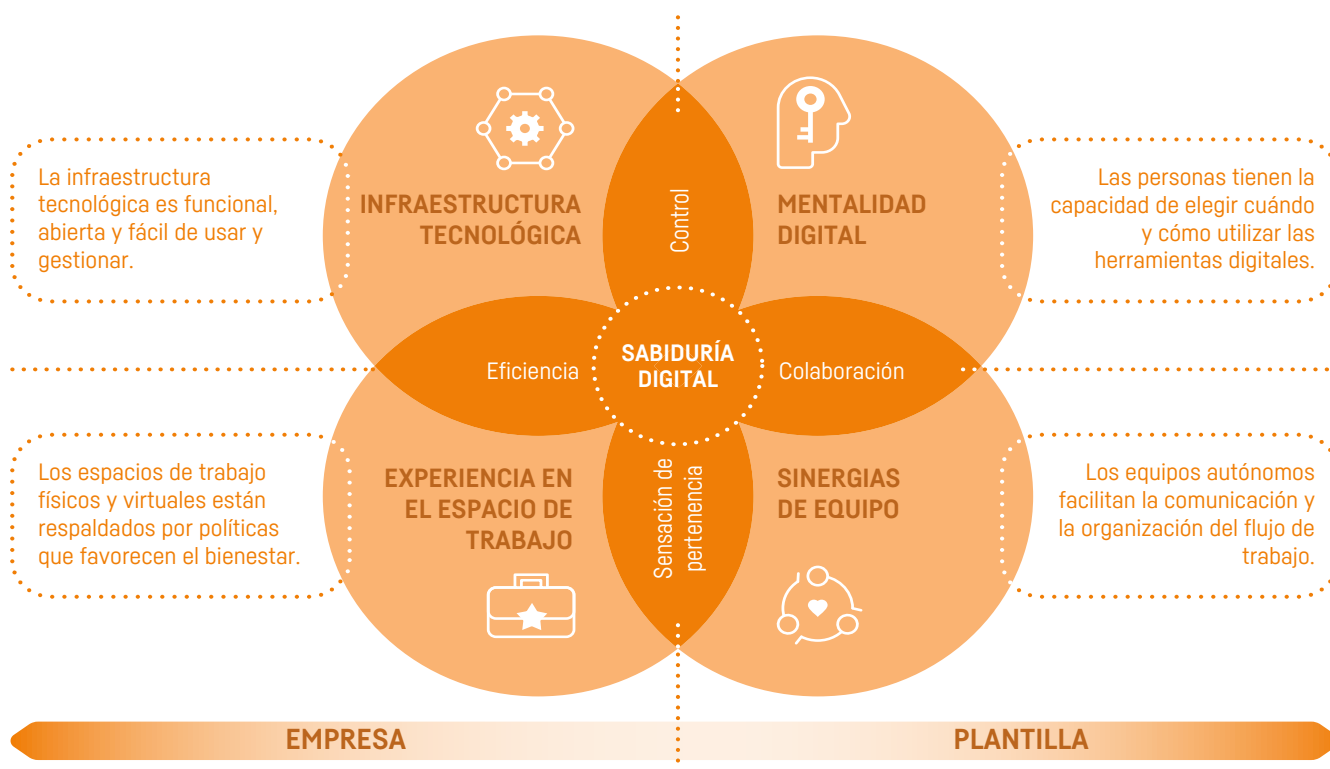 La infraestructura
tecnológica es funcional,
abierta y fácil de usar y
gestionar.
INFRAESTRUCTURA
TECNOLÓGICA
Control
MENTALIDAD
DIGITAL
Las personas tienen la
capacidad de elegir cuándo
y cómo utilizar las
herramientas digitales.
Eficiencia
SABIDURÍA
DIGITAL
Colaboración
Los espacios de trabajo
físicos y virtuales están
respaldados por políticas
que favorecen el bienestar.
EXPERIENCIA EN
EL ESPACIO DE
TRABAJO
Sensación de
pertenencia
SINERGIAS
DE EQUIPO
Los equipos autónomos
facilitan la comunicación y
la organización del flujo de
trabajo.
EMPRESA
PLANTILLA